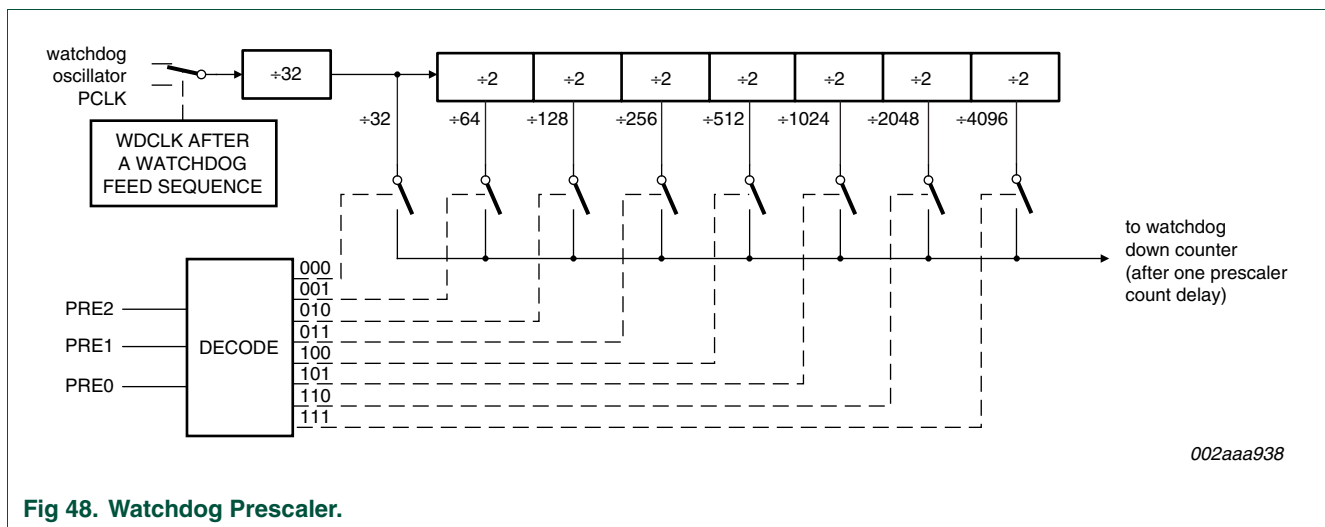 watchdog
oscillator
PCLK
÷32
÷2 ÷2 ÷2 ÷2 ÷2 ÷2 ÷2
÷32 ÷64 ÷128 ÷256 ÷512 ÷1024 ÷2048 ÷4096
WDCLK AFTER
A WATCHDOG
FEED SEQUENCE
to watchdog
down counter
(after one prescaler
count delay)
PRE2
PRE1
PRE0
DECODE
000
001
010
011
100
101
110
111
002aaa938
Fig 48. Watchdog Prescaler.